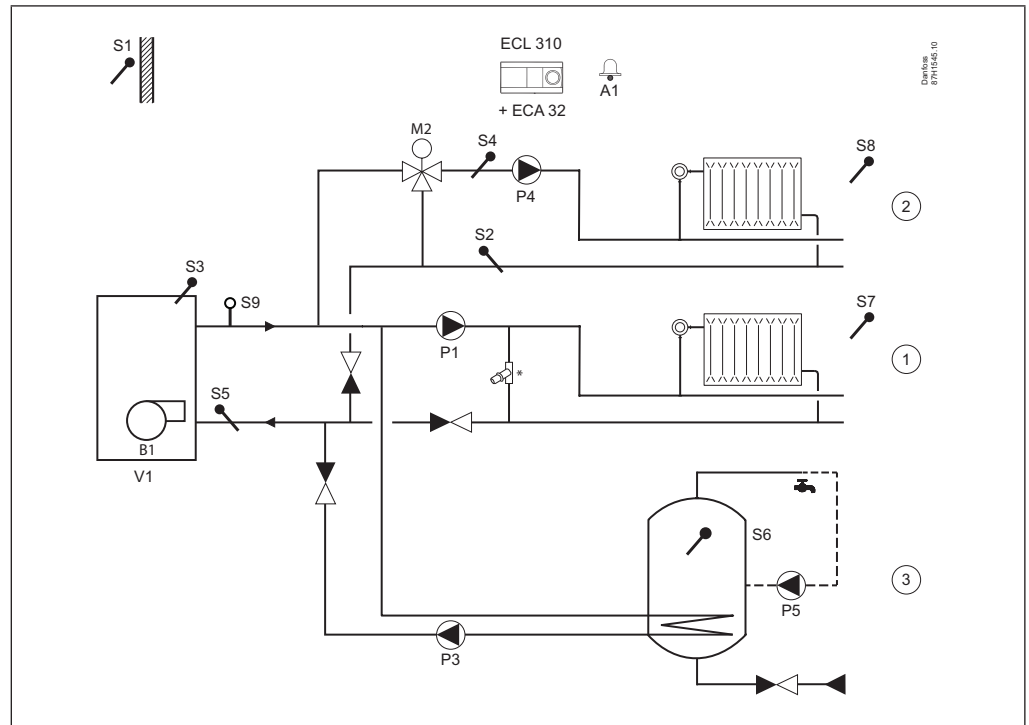 S1
ECL 310
A1
+ ECA 32
Danfoss
87H1545.10
M2
S4
P4
S8
2
S2
S3
S9
P1
*
S7
1
S5
B1
V1
S6
3
P5
P3